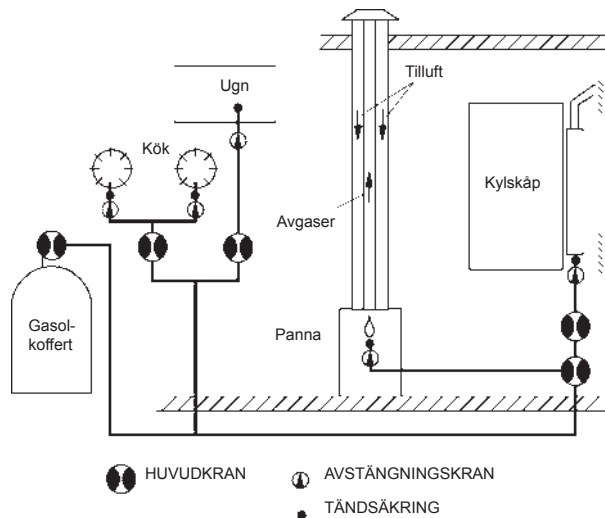 Ugn
Tilluft
Kök
Kylskåp
Avgaser
Gasol-
koffert
Panna
HUVUDKRAN
AVSTÄNGNINGSKRAN
TÄNDSÄKRING